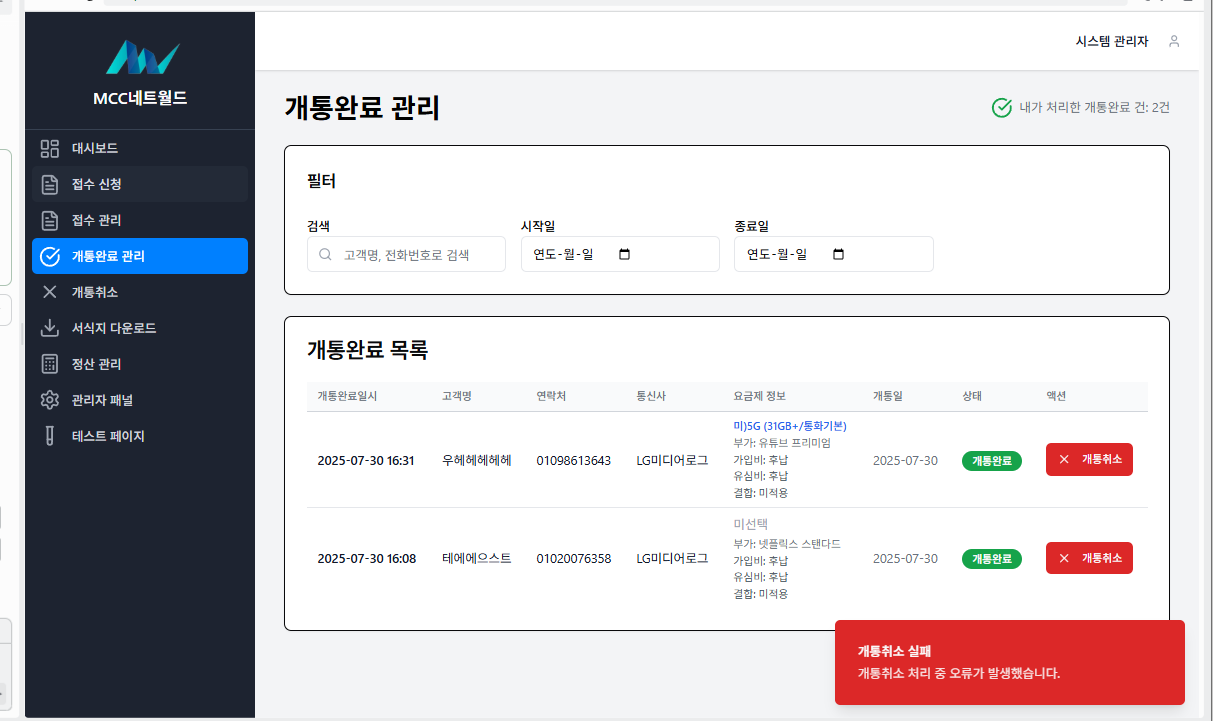 시스템 관리자
MCC네트월드
대시보드
접수 신청
접수 관리
개통완료 관리
개통취소
서식지 다운로드
정산 관리
관리자 패널
테스트 페이지
개통완료 관리
내가 처리한 개통완료 건: 2건
필터
검색 시작일 종료일
고객명, 전화번호로 검색 연도-월-일 연도-월-일
개통완료 목록
개통완료일시 고객명 연락처 통신사 요금제 정보 개통일 상태 액션
2025-07-30 16:31 우헤헤헤헤헤 01098613643 LG미디어로그
미)5G (31GB+/통화기본)
부가: 유튜브 프리미엄
가입비: 후납
유심비: 후납
결합: 미적용
2025-07-30 개통완료 개통취소
2025-07-30 16:08 테에에으스트 01020076358 LG미디어로그
미선택
부가: 넷플릭스 스탠다드
가입비: 후납
유심비: 후납
결합: 미적용
2025-07-30 개통완료 개통취소
개통취소 실패
개통취소 처리 중 오류가 발생했습니다.